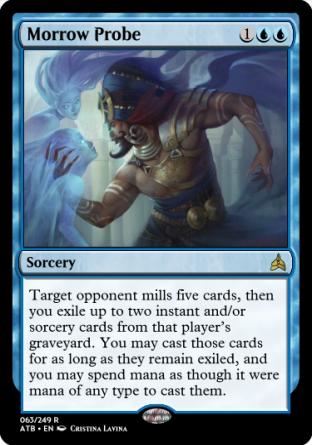 Morrow Probe 1
Sorcery
Target opponent mills five cards, then
you exile up to two instant and/or
sorcery cards from that player's
graveyard. You may cast those cards
for as long as they remain exiled, and
you may spend mana as though it were
mana of any type to cast them.
063/249 R
ATB • EN Cristina Lavina